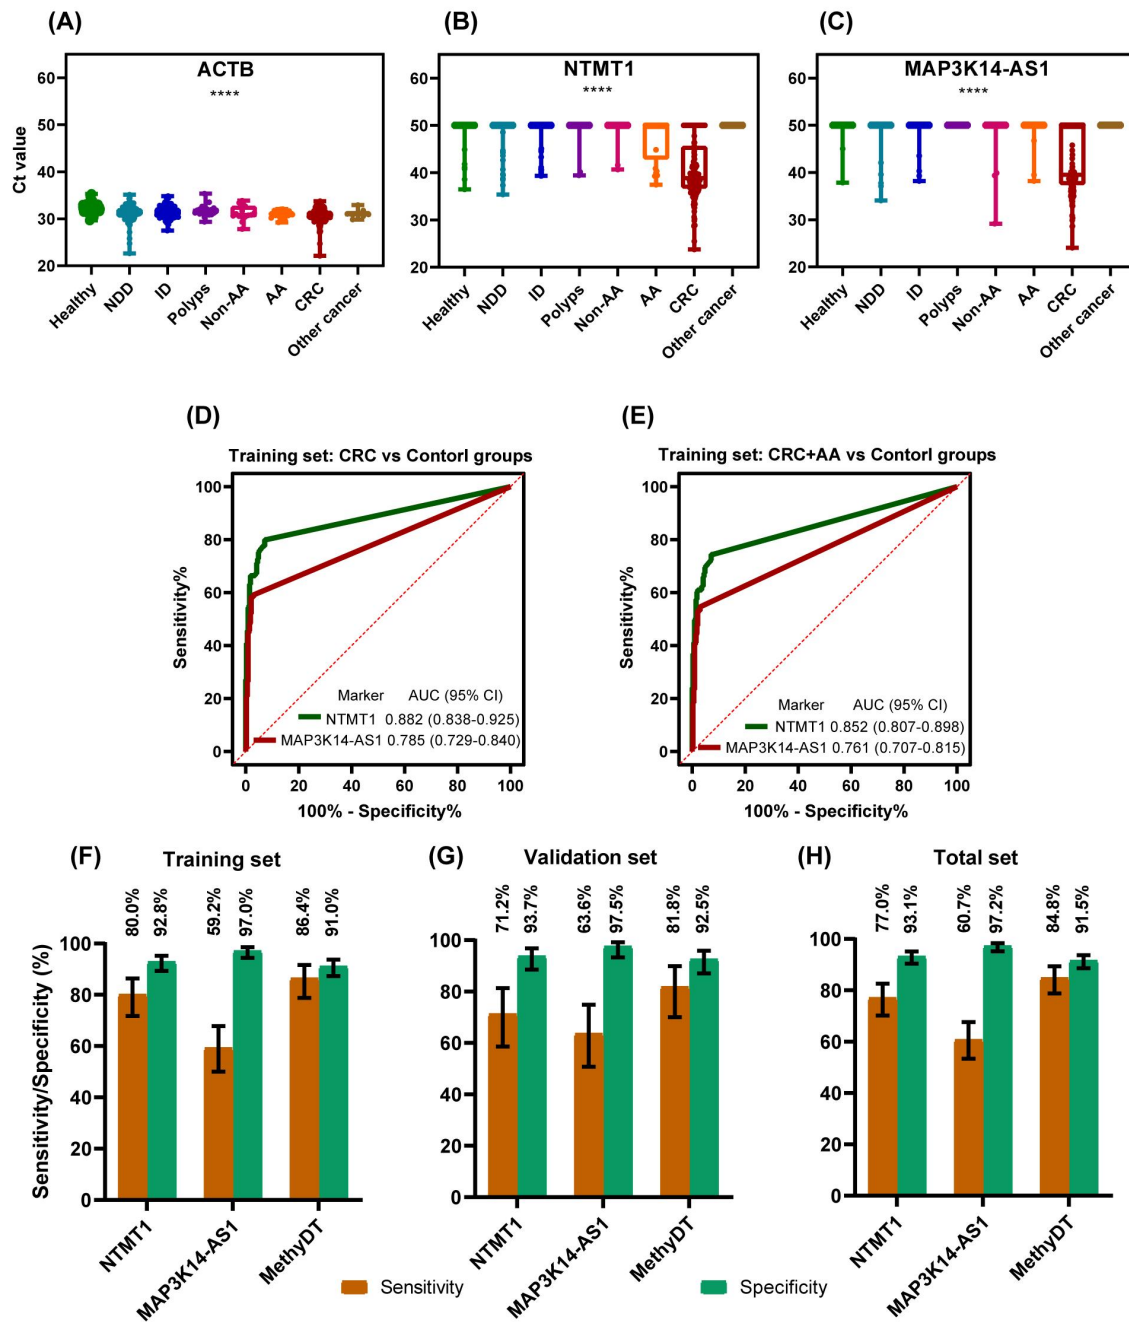 (A)
(B)
(C)
ACTB
****
NTMT1
****
MAP3K14-AS1
****
Ct value
60
50
40
30
20
Healthy
NDD
ID
Polyps
Non-AA
AA
CRC
Other cancer
60
50
40
30
20
Healthy
NDD
ID
Polyps
Non-AA
AA
CRC
Other cancer
60
50
40
30
20
Healthy
NDD
ID
Polyps
Non-AA
AA
CRC
Other cancer
(D)
Training set: CRC vs Contorl groups
Sensitivity%
100
80
60
40
20
0
Marker AUC (95% CI)
NTMT1 0.882 (0.838-0.925)
MAP3K14-AS1 0.785 (0.729-0.840)
0 20 40 60 80 100
100% - Specificity%
(E)
Training set: CRC+AA vs Contorl groups
Sensitivity%
100
80
60
40
20
0
Marker AUC (95% CI)
NTMT1 0.852 (0.807-0.898)
MAP3K14-AS1 0.761 (0.707-0.815)
0 20 40 60 80 100
100% - Specificity%
(F)
Training set
80.0%
92.8%
59.2%
97.0%
86.4%
91.0%
Sensitivity/Specificity (%)
100
80
60
40
20
0
NTMT1
MAP3K14-AS1
MethyDT
(G)
Validation set
71.2%
93.7%
63.6%
97.5%
81.8%
92.5%
100
80
60
40
20
0
NTMT1
MAP3K14-AS1
MethyDT
(H)
Total set
77.0%
93.1%
60.7%
97.2%
84.8%
91.5%
100
80
60
40
20
0
NTMT1
MAP3K14-AS1
MethyDT
Sensitivity
Specificity